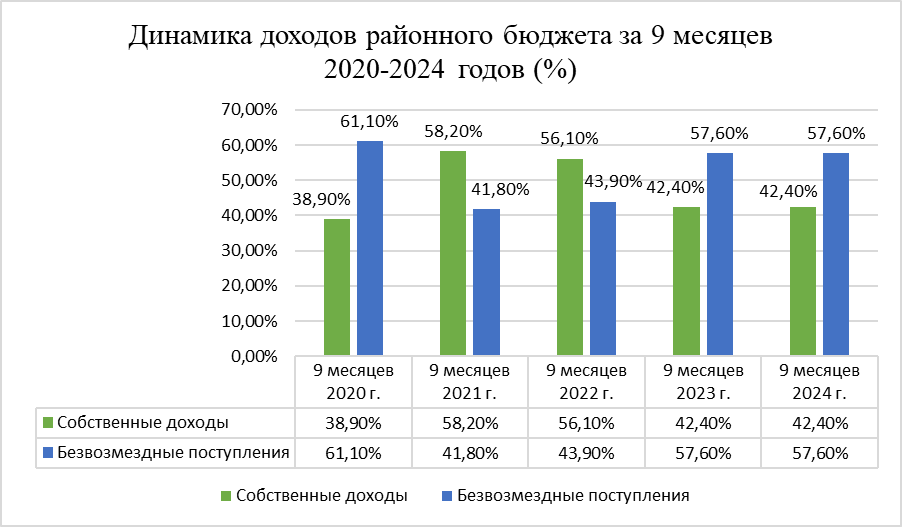 Динамика доходов районного бюджета за 9 месяцев
2020-2024 годов (%)
70,00%
60,00%
50,00%
40,00%
30,00%
20,00%
10,00%
0,00%
38,90%
61,10%
58,20%
41,80%
56,10%
43,90%
42,40%
57,60%
42,40%
57,60%
9 месяцев 2020 г.
9 месяцев 2021 г.
9 месяцев 2022 г.
9 месяцев 2023 г.
9 месяцев 2024 г.
Собственные доходы 38,90% 58,20% 56,10% 42,40% 42,40%
Безвозмездные поступления 61,10% 41,80% 43,90% 57,60% 57,60%
Собственные доходы Безвозмездные поступления